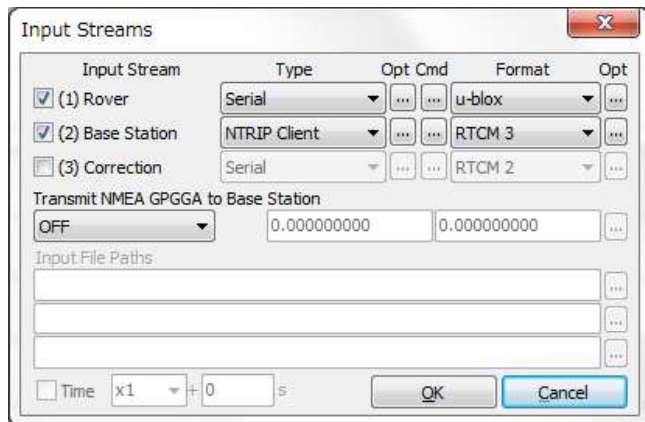 Input Streams
Input Stream Type Opt Cmd Format Opt
(1) Rover Serial ... ... u-blox ...
(2) Base Station NTRIP Client ... ... RTCM 3 ...
(3) Correction Serial ... ... RTCM 2 ...
Transmit NMEA GPGGA to Base Station
OFF 0.000000000 0.000000000 ...
Input File Paths
...
...
...
Time x1 + 0 s OK Cancel